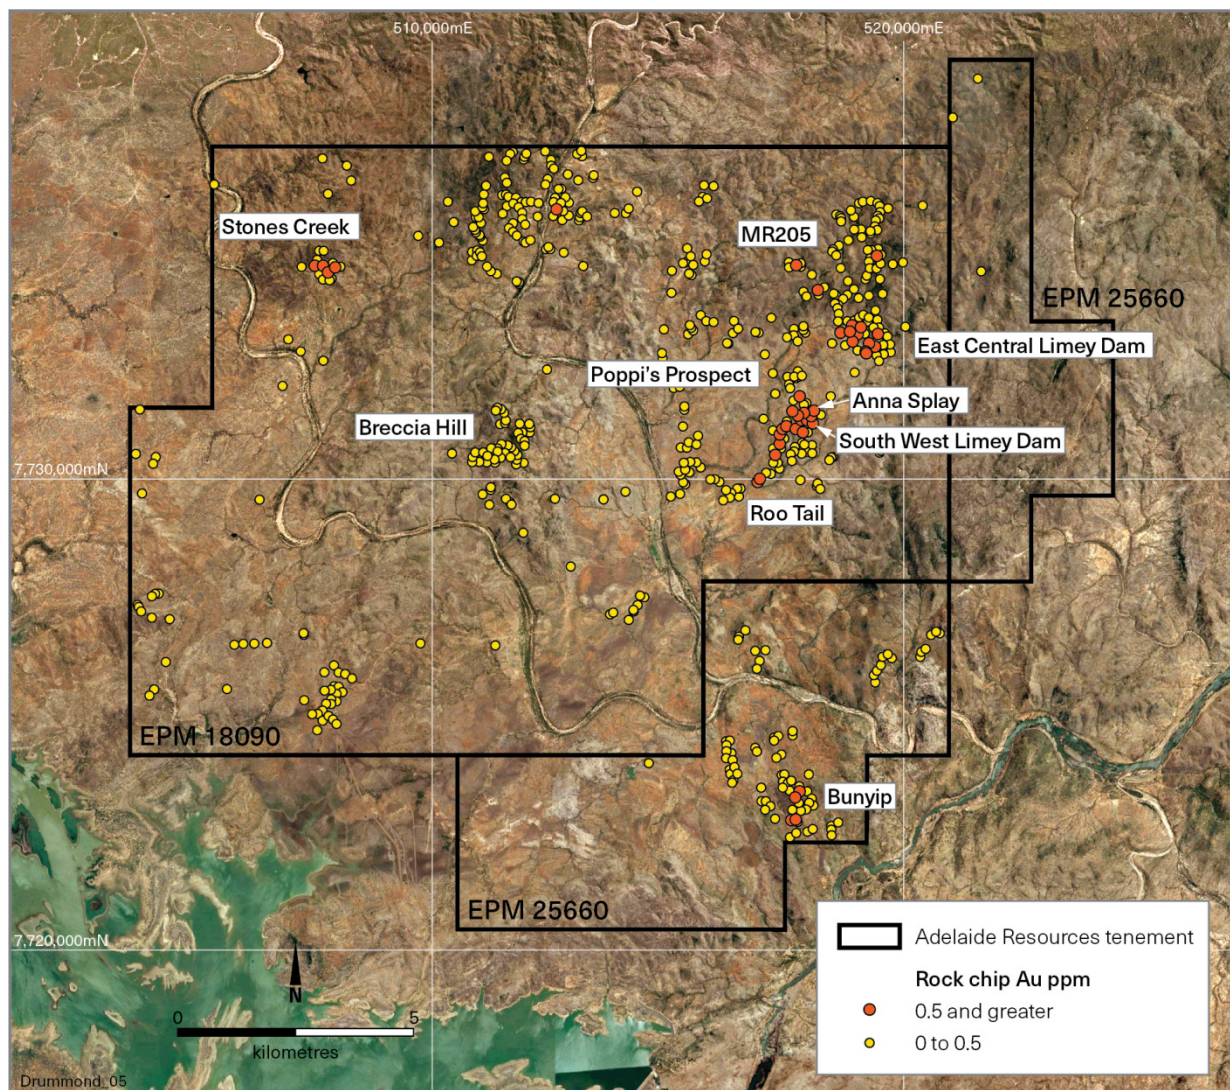 510,000mE
520,000mE
Stones Creek
MR205
EPM 25660
East Central Limey Dam
Poppi's Prospect
Anna Splay
Breccia Hill
South West Limey Dam
7,730,000mN
Roo Tail
EPM 18090
Bunyip
EPM 25660
7,720,000mN
N
0
5
kilometres
Drummond_05
Adelaide Resources tenement
Rock chip Au ppm
0.5 and greater
0 to 0.5